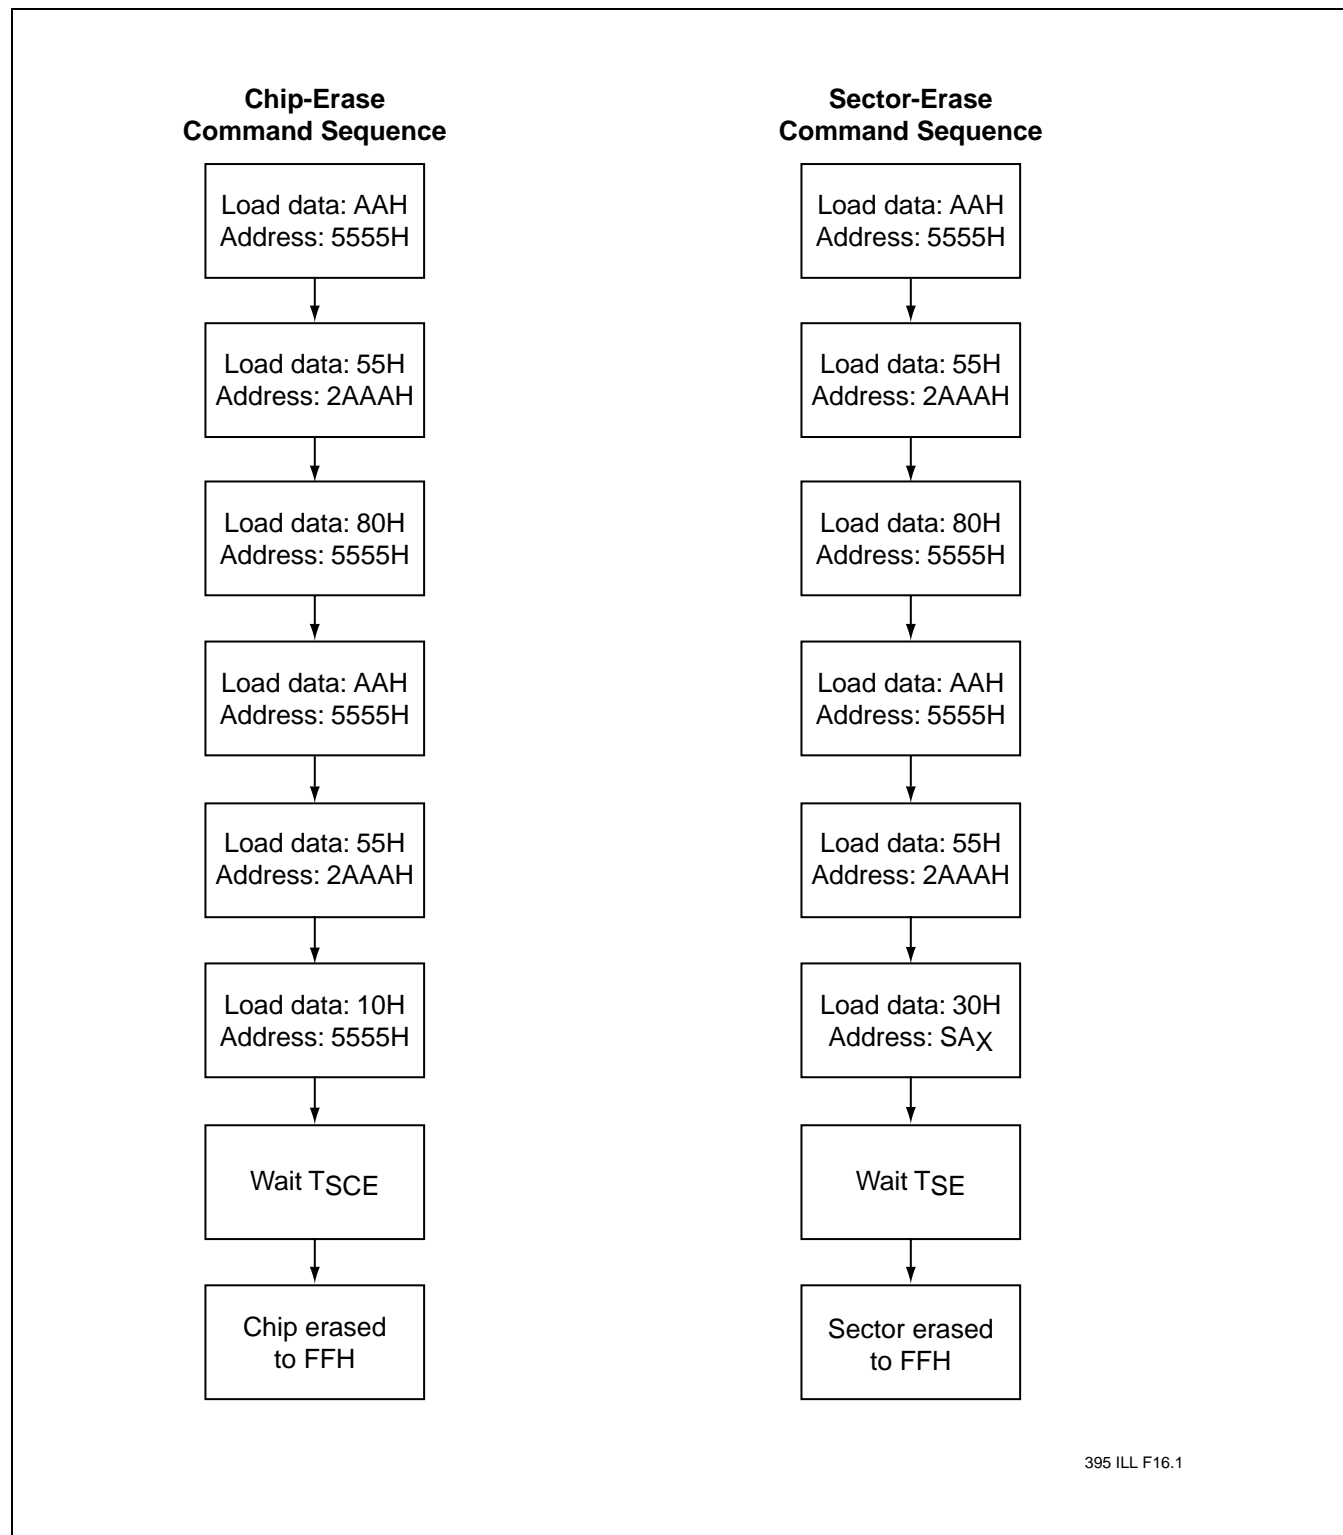 Chip-Erase
Command Sequence
Load data: AAH
Address: 5555H
Load data: 55H
Address: 2AAAH
Load data: 80H
Address: 5555H
Load data: AAH
Address: 5555H
Load data: 55H
Address: 2AAAH
Load data: 10H
Address: 5555H
Wait TSCE
Chip erased
to FFH
Sector-Erase
Command Sequence
Load data: AAH
Address: 5555H
Load data: 55H
Address: 2AAAH
Load data: 80H
Address: 5555H
Load data: AAH
Address: 5555H
Load data: 55H
Address: 2AAAH
Load data: 30H
Address: SAX
Wait TSE
Sector erased
to FFH
395 ILL F16.1